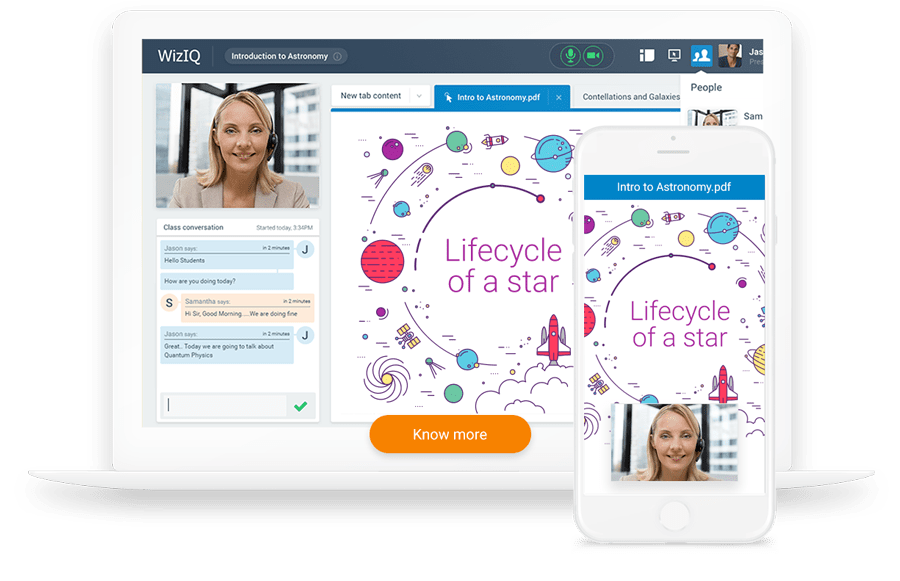 WizIQ
Introduction to Astronomy
Jas
People
Sam
New tab content
Intro to Astronomy.pdf
Contellations and Galaxies
Lifecycle
of a star
Class conversation
Started today, 3:34PM
Jason says:
in 2 minutes
J
Hello Students
How are you doing today?
S
Samantha says:
in 2 minutes
Hi Sir, Good Morning.... We are doing fine
Jason says:
in 2 minutes
J
Great.. Today we are going to talk about
Quantum Physics
Know more
Intro to Astronomy.pdf
Lifecycle
of a star